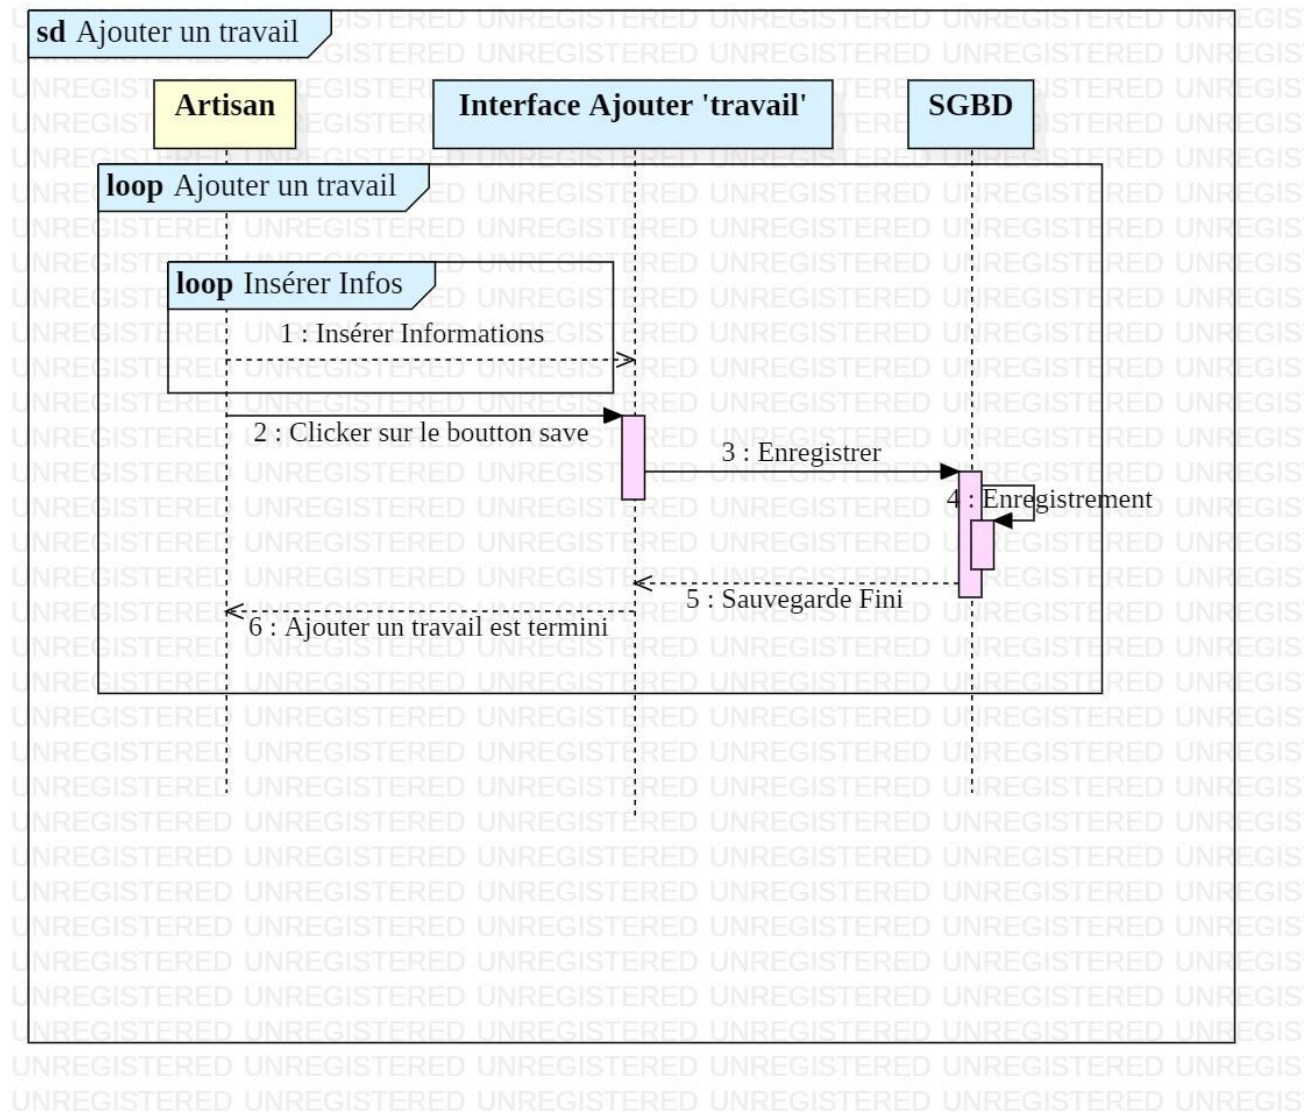 sd Ajouter un travail
Artisan
Interface Ajouter 'travail'
SGBD
loop Ajouter un travail
loop Insérer Infos
1 : Insérer Informations
2 : Clicker sur le boutton save
3 : Enregistrer
4 : Enregistrement
5 : Sauvegarde Fini
6 : Ajouter un travail est termini
UNREGISTERED